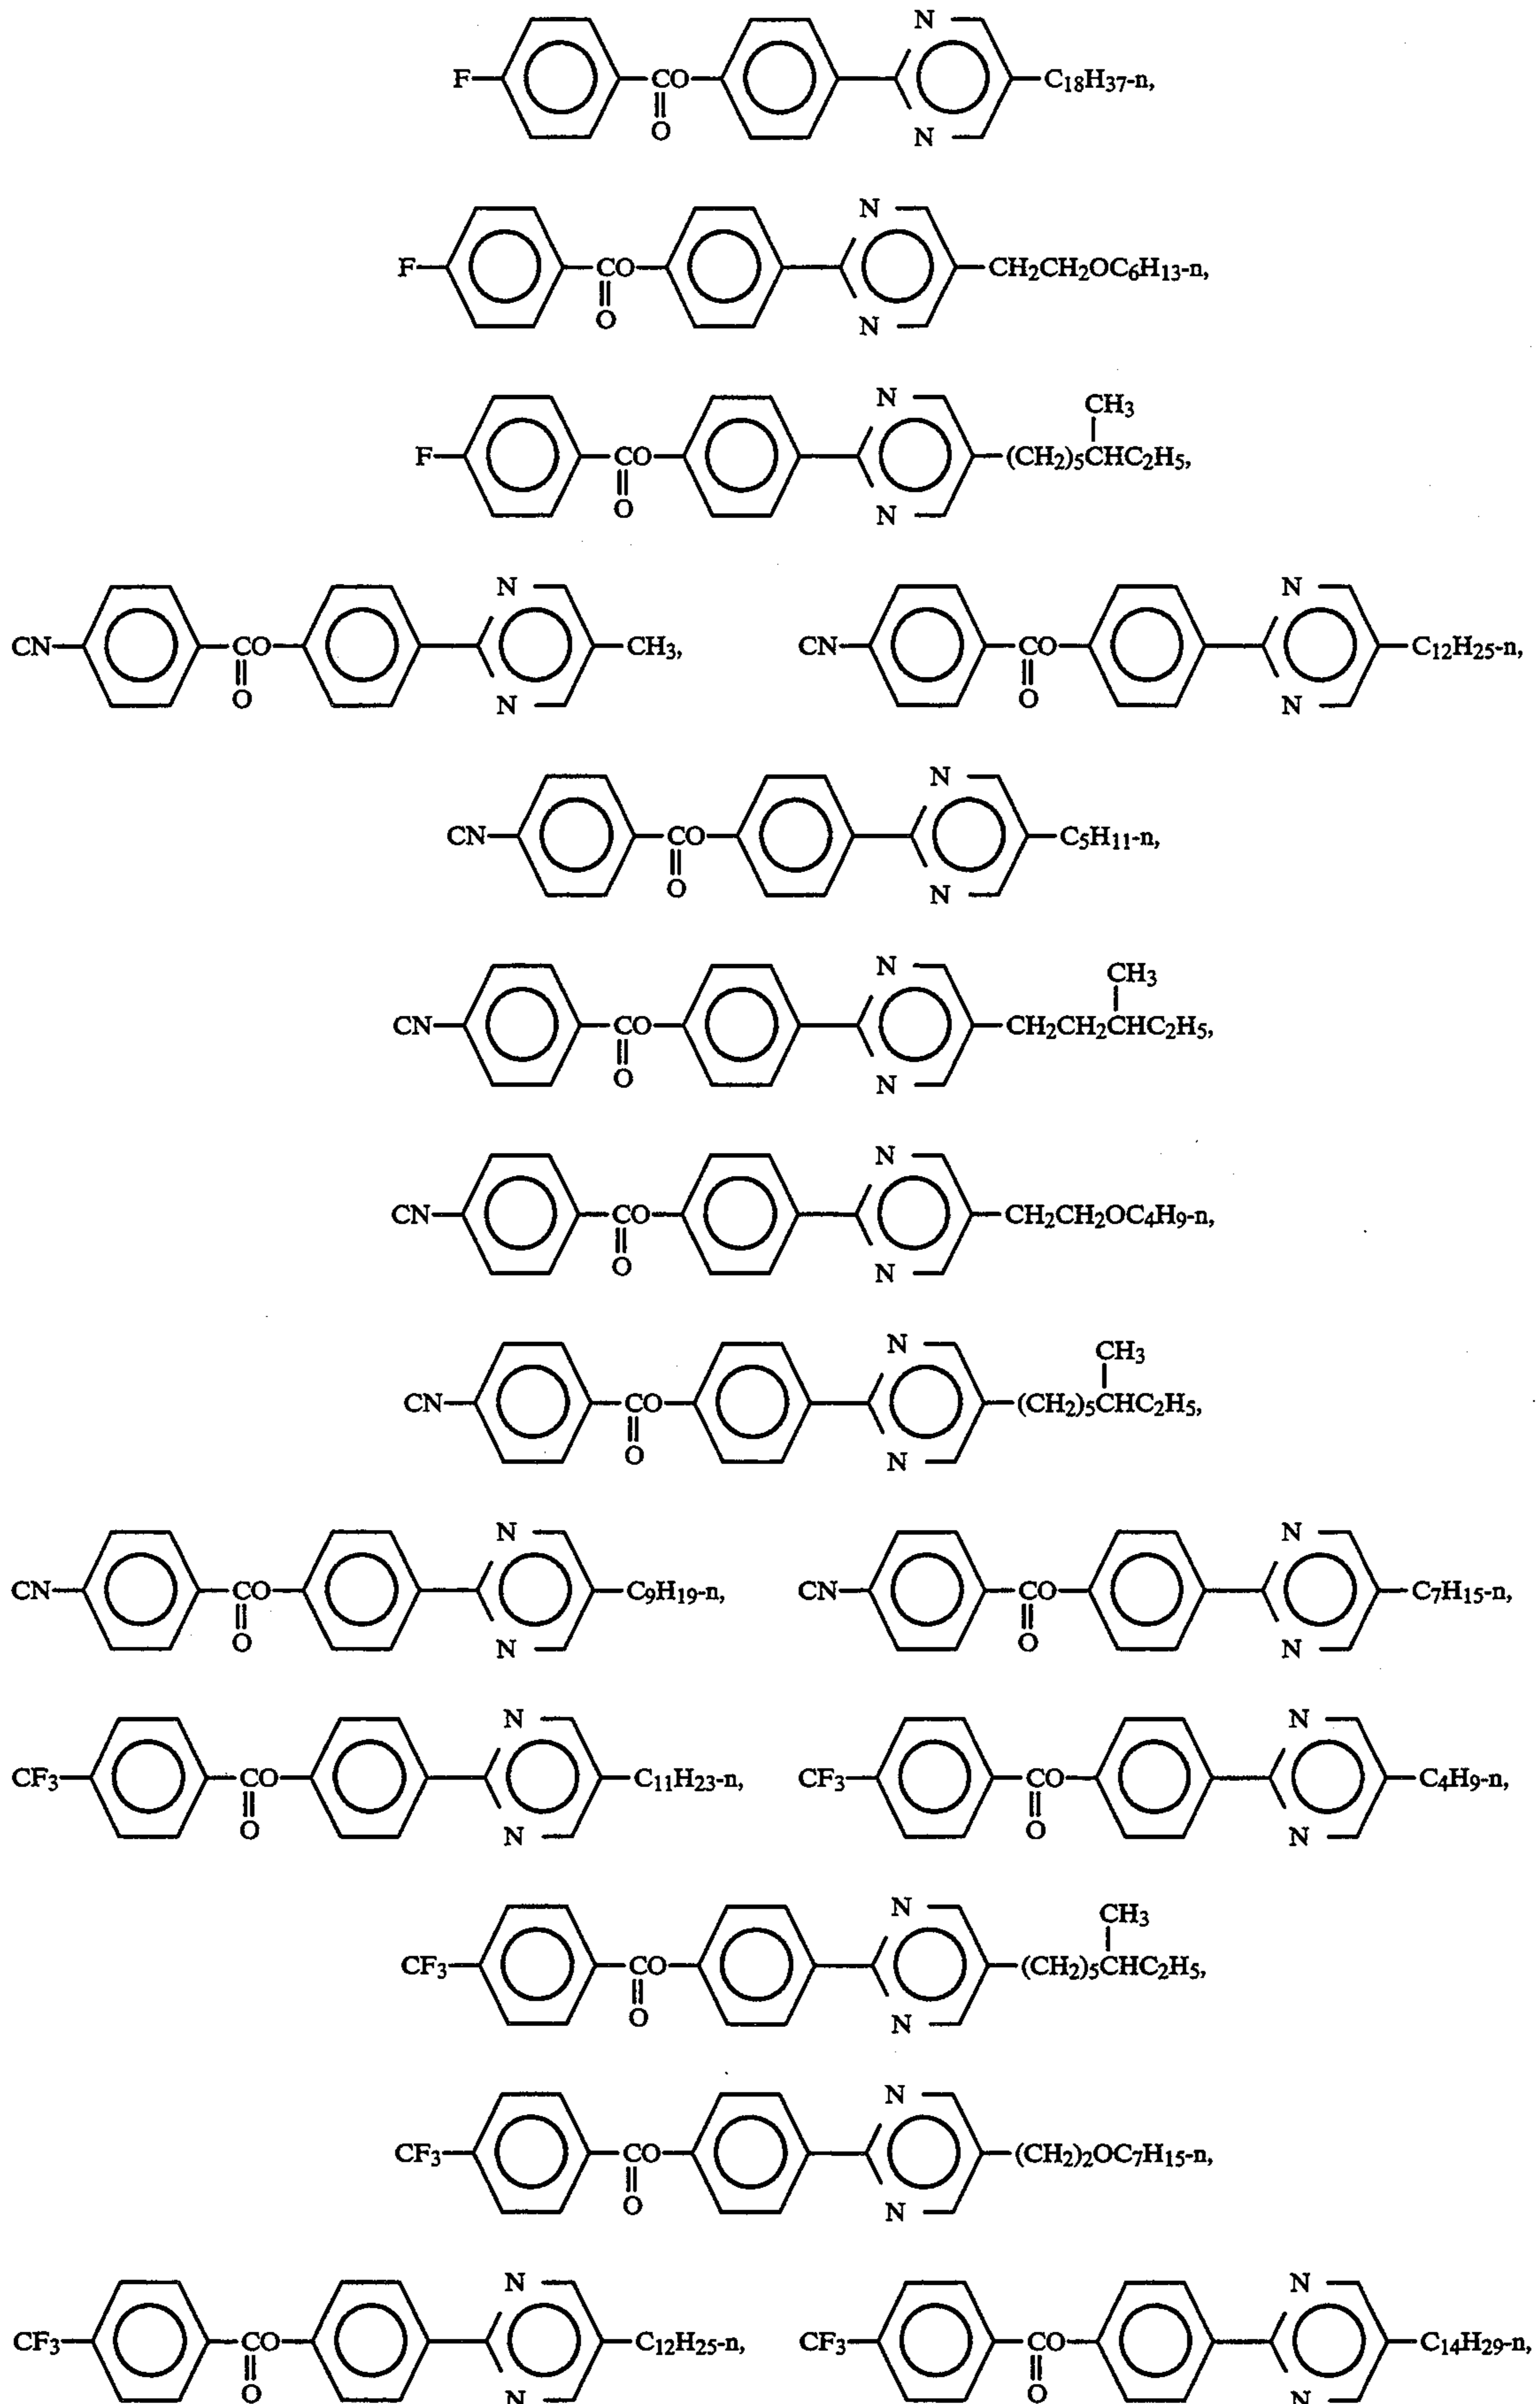 F CO O N N C18H37-n,
F CO O N N CH2CH2OC6H13-n,
CH3
F CO O N N (CH2)5CHC2H5,
CN CO O N N CH3, CN CO O N N C12H25-n,
CN CO O N N C5H11-n,
CH3
CN CO O N N CH2CH2CHC2H5,
CN CO O N N CH2CH2OC4H9-n,
CH3
CN CO O N N (CH2)5CHC2H5,
CN CO O N N C9H19-n, CN CO O N N C7H15-n,
CF3 CO O N N C11H23-n, CF3 CO O N N C4H9-n,
CH3
CF3 CO O N N (CH2)5CHC2H5,
CF3 CO O N N (CH2)2OC7H15-n,
CF3 CO O N N C12H25-n, CF3 CO O N N C14H29-n,